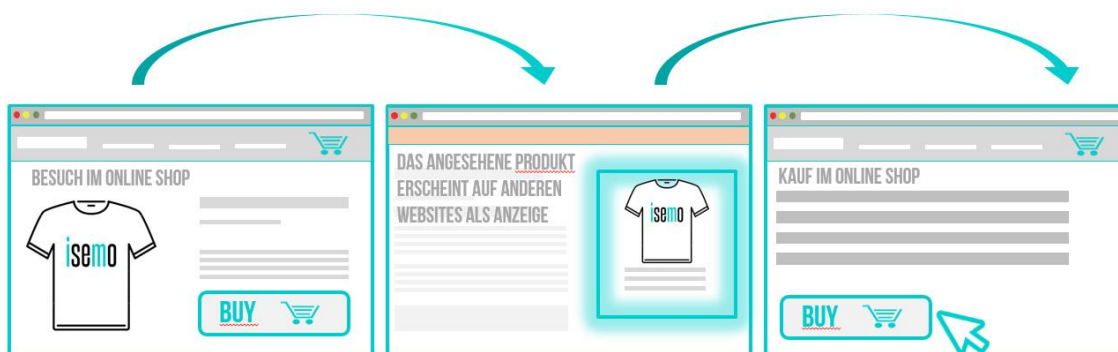 BESUCH IM ONLINE SHOP
isemo
BUY
DAS ANGESEHENE PRODUKT
ERSCHEINT AUF ANDEREN
WEBSITES ALS ANZEIGE
isemo
KAUF IM ONLINE SHOP
BUY